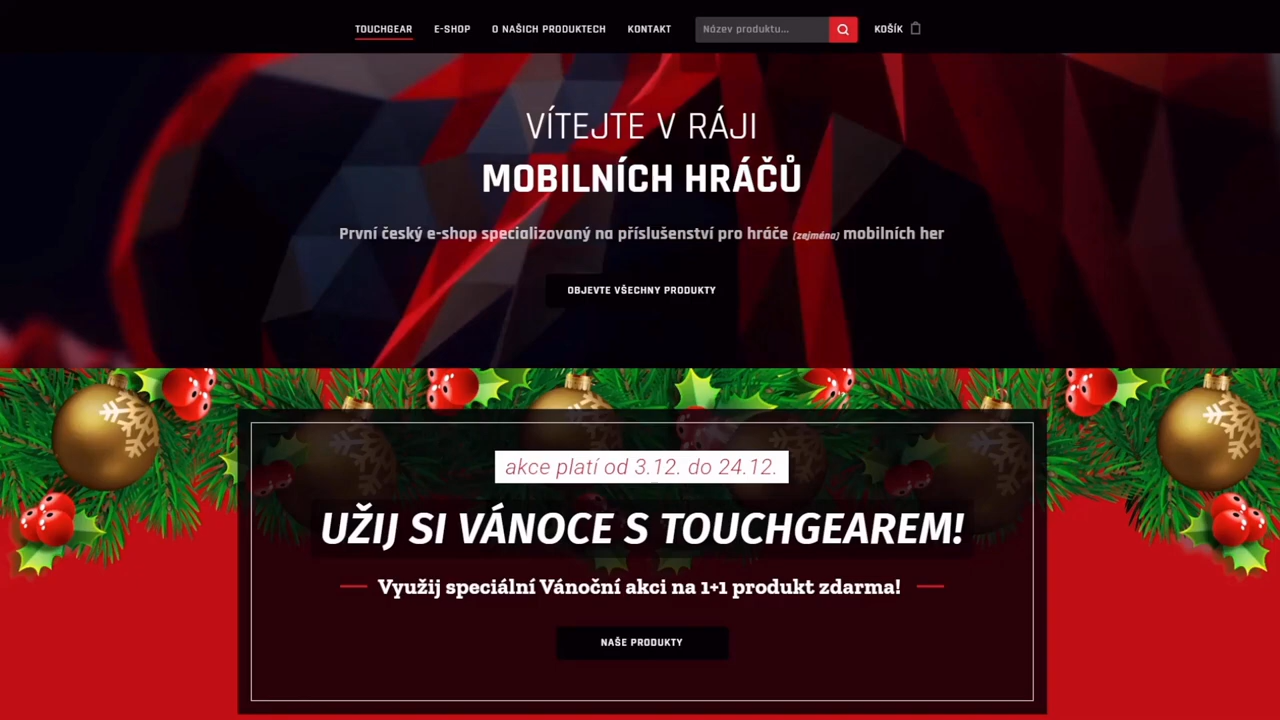 TOUCHGEAR E-SHOP O NAŠICH PRODUKTECH KONTAKT Název produktu... KOŠÍK
VÍTEJTE V RÁJI
MOBILNÍCH HRÁČŮ
První český e-shop specializovaný na příslušenství pro hráče (zejména) mobilních her
OBJEVTE VŠECHNY PRODUKTY
akce platí od 3.12. do 24.12.
UŽIJ SI VÁNOCE S TOUCHGEAREM!
Využij speciální Vánoční akci na 1+1 produkt zdarma!
NAŠE PRODUKTY